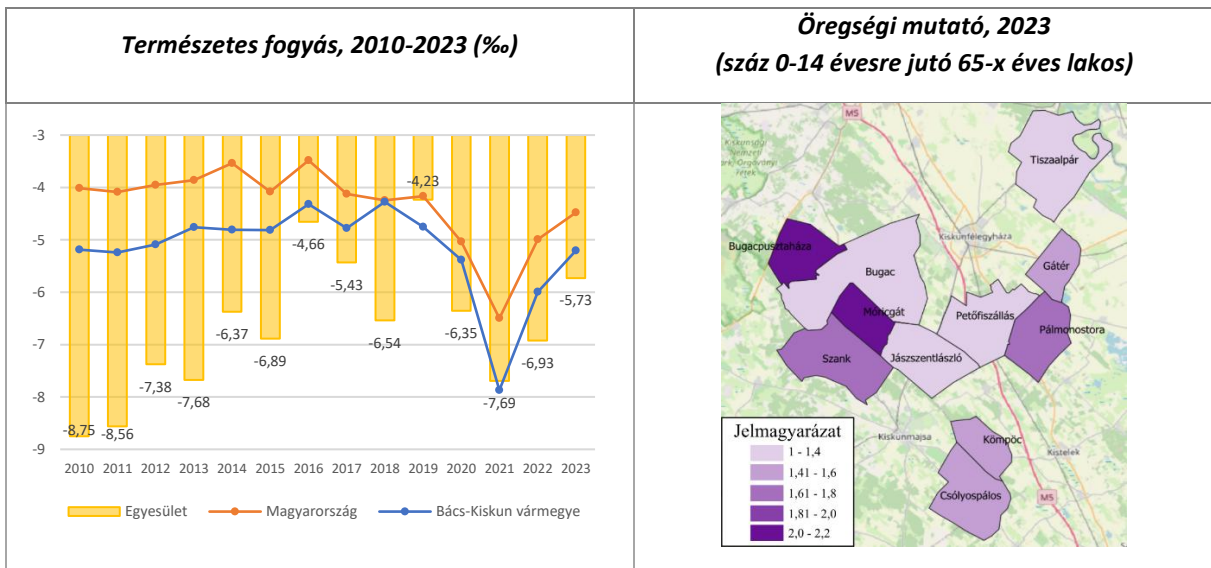 Természetes fogyás, 2010-2023 (‰)
Öregségi mutató, 2023
(száz 0-14 évesre jutó 65-x éves lakos)
-3
-4
-5
-6
-7
-8
-9
-8,75
-8,56
-7,38
-7,68
-6,37
-6,89
-4,66
-5,43
-6,54
-4,23
-6,35
-7,69
-6,93
-5,73
2010 2011 2012 2013 2014 2015 2016 2017 2018 2019 2020 2021 2022 2023
Egyesület Magyarország Bács-Kiskun vármegye
M5
Kiskunsági
Nemzeti
Park, Orgoványi
rétek
Tiszaalpár
Kiskunfélegyháza
Bugacpusztaháza
Bugac
Gátér
Móricgát
Petőfiszállás
Pálmonostora
Szank
Jászszentlászló
Kiskunmajsa
Kömpöc
Kistelek
Csólyospálos
M5
Jelmagyarázat
1 - 1,4
1,41 - 1,6
1,61 - 1,8
1,81 - 2,0
2,0 - 2,2